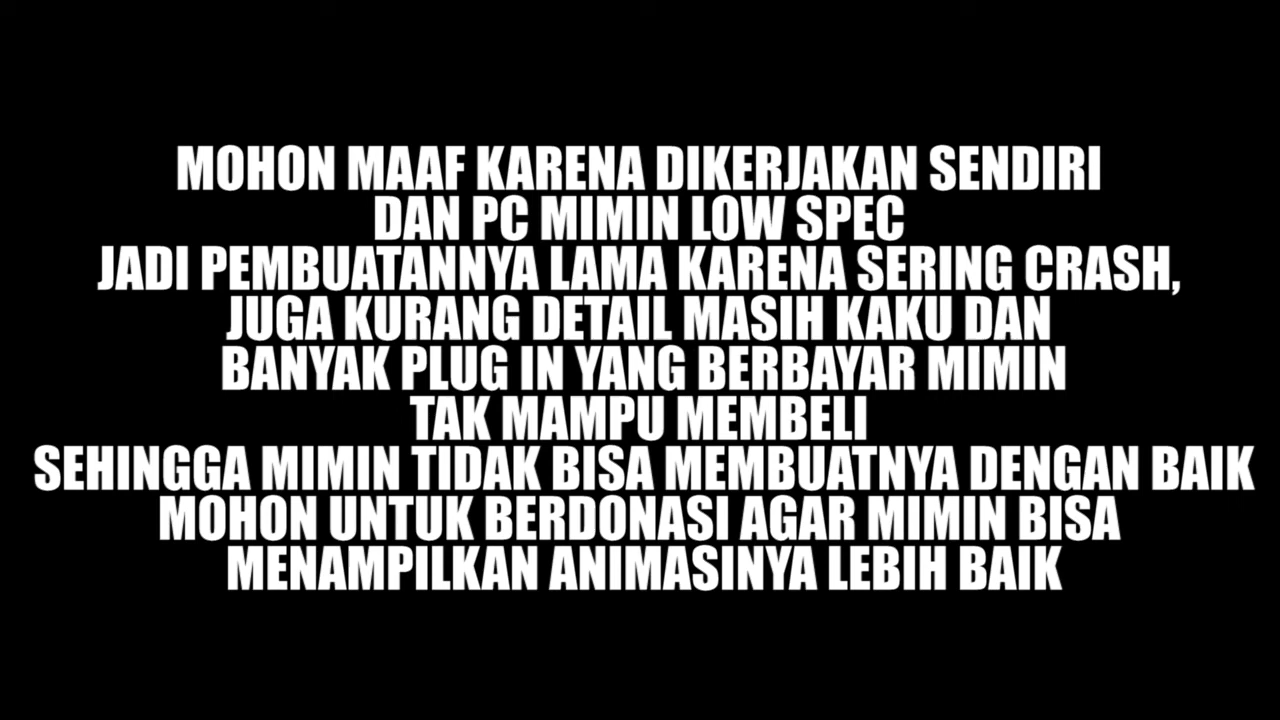 MOHON MAAF KARENA DIKERJAKAN SENDIRI
DAN PC MIMIN LOW SPEC
JADI PEMBUATANNYA LAMA KARENA SERING CRASH,
JUGA KURANG DETAIL MASIH KAKU DAN
BANYAK PLUG IN YANG BERBAYAR MIMIN
TAK MAMPU MEMBELI
SEHINGGA MIMIN TIDAK BISA MEMBUATNYA DENGAN BAIK
MOHON UNTUK BERDONASI AGAR MIMIN BISA
MENAMPILKAN ANIMASINYA LEBIH BAIK